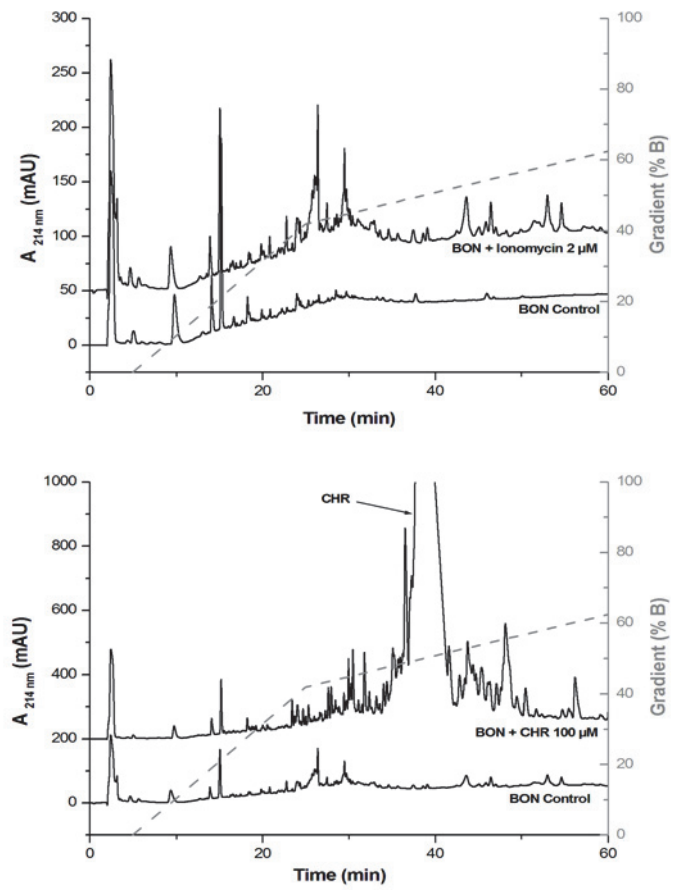 300
250
200
150
100
50
0
A 214 nm (mAU)
100
80
60
40
20
0
Gradient (% B)
BON + Ionomycin 2 µM
BON Control
0 20 40 60
Time (min)
1000
800
600
400
200
0
A 214 nm (mAU)
100
80
60
40
20
0
Gradient (% B)
CHR
BON + CHR 100 µM
BON Control
0 20 40 60
Time (min)